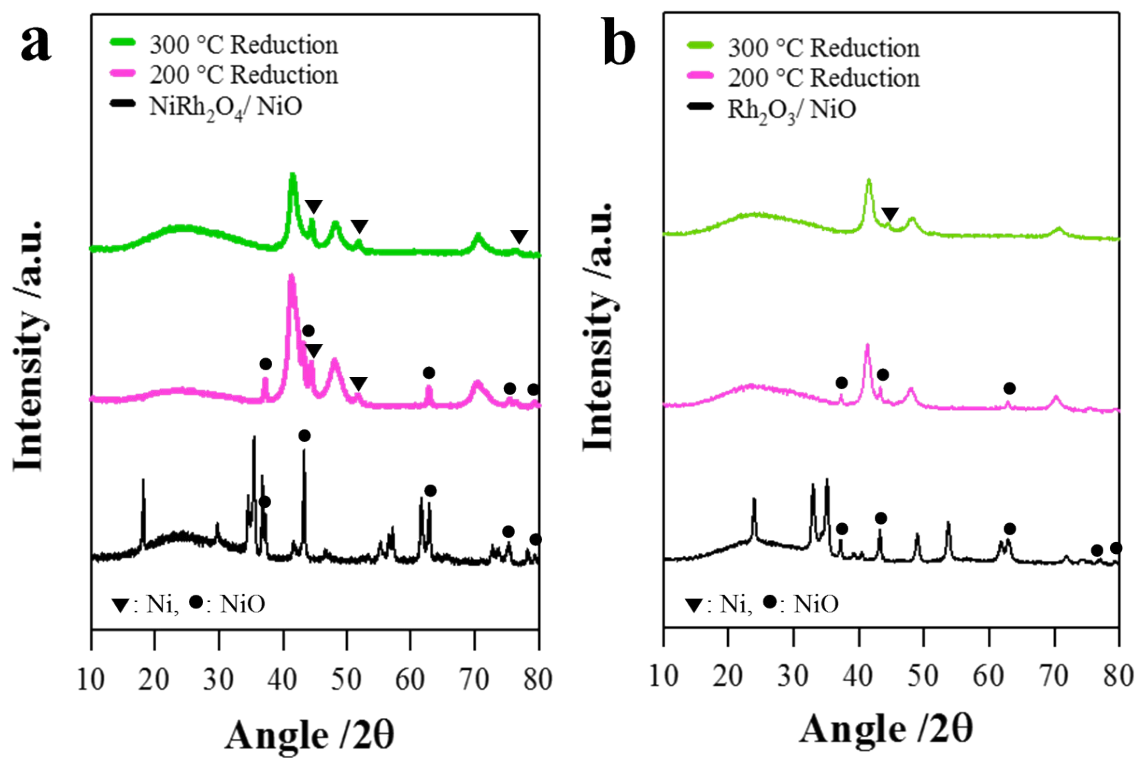 a
300 °C Reduction
200 °C Reduction
NiRh₂O₄/ NiO
▼: Ni, ●: NiO
10 20 30 40 50 60 70 80
Angle /2θ
Intensity /a.u.
b
300 °C Reduction
200 °C Reduction
Rh₂O₃/ NiO
▼: Ni, ●: NiO
10 20 30 40 50 60 70 80
Angle /2θ
Intensity /a.u.